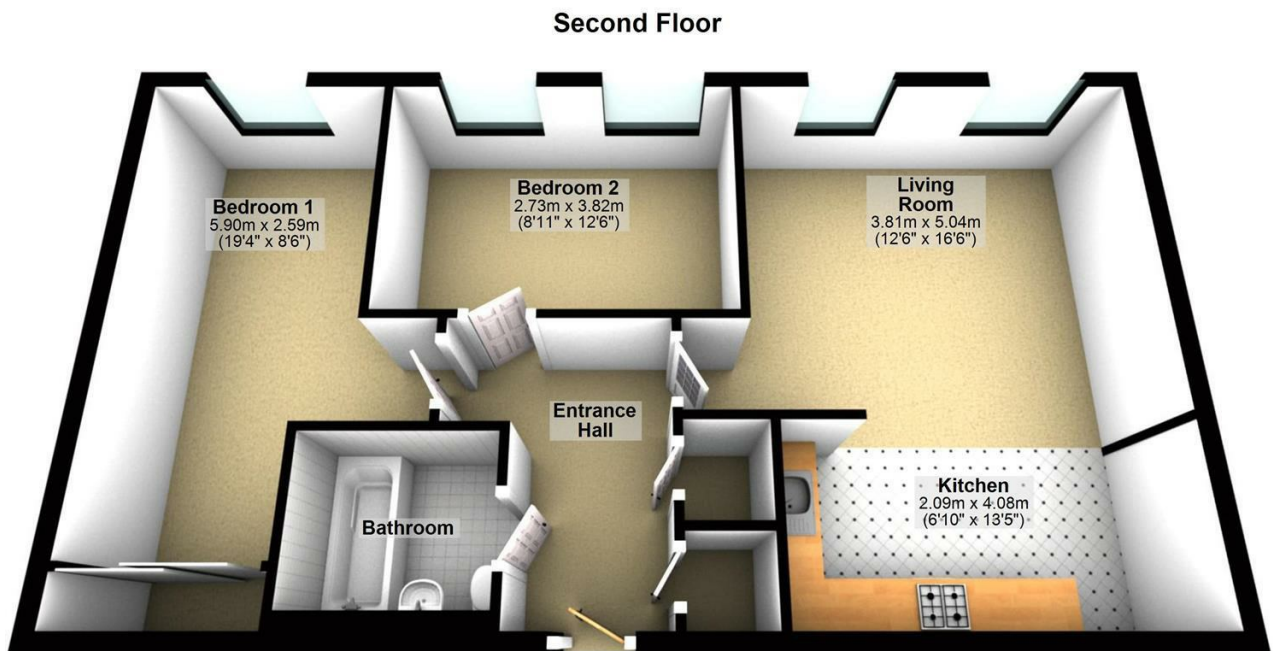 Second Floor
Bedroom 1
5.90m x 2.59m
(19'4" x 8'6")
Bedroom 2
2.73m x 3.82m
(8'11" x 12'6")
Living
Room
3.81m x 5.04m
(12'6" x 16'6")
Entrance
Hall
Bathroom
Kitchen
2.09m x 4.08m
(6'10" x 13'5")